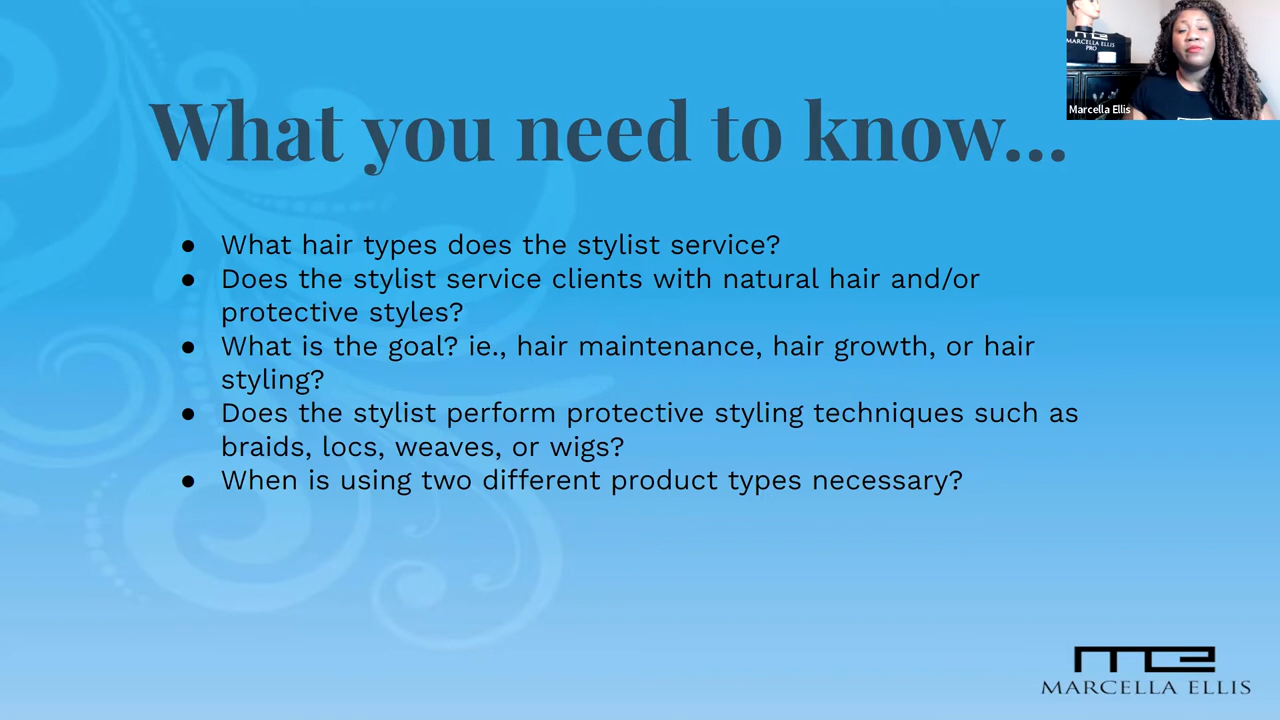 MARCELLA ELLIS
PRO
Marcella Ellis
What you need to know...
● What hair types does the stylist service?
● Does the stylist service clients with natural hair and/or
protective styles?
● What is the goal? ie., hair maintenance, hair growth, or hair
styling?
● Does the stylist perform protective styling techniques such as
braids, locs, weaves, or wigs?
● When is using two different product types necessary?
MARCELLA ELLIS